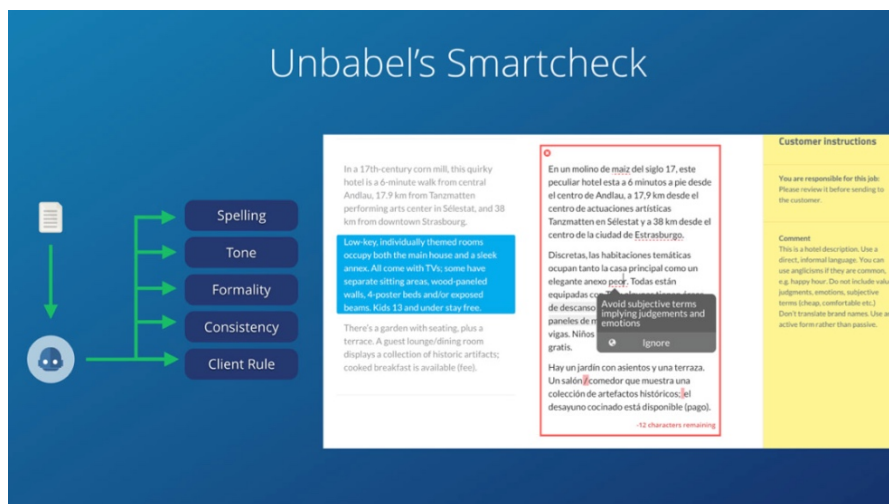 Unbabel's Smartcheck
Spelling
Tone
Formality
Consistency
Client Rule
In a 17th-century corn mill, this quirky
hotel is a 6-minute walk from central
Andlau, 17.9 km from Tanzmatten
performing arts center in Sélestat, and 38
km from downtown Strasbourg.
Low-key, individually themed rooms
occupy both the main house and a sleek
annex. All come with TVs; some have
separate sitting areas, wood-paneled
walls, 4-poster beds and/or exposed
beams. Kids 13 and under stay free.
There's a garden with seating, plus a
terrace. A guest lounge/dining room
displays a collection of historic artifacts;
cooked breakfast is available (fee).
En un molino de maiz del siglo 17, este
peculiar hotel esta a 6 minutos a pie desde
el centro de Andlau, a 17,9 km desde el
centro de actuaciones artísticas
Tanzmatten en Sélestat y a 38 km desde el
centro de la ciudad de Estrasburgo.
Discretas, las habitaciones temáticas
ocupan tanto la casa principal como un
elegante anexo peor. Todas están
equipadas con
de descanso
paneles de
vigas. Niños
gratis.
Avoid subjective terms
implying judgements and
emotions
Ignore
Hay un jardín con asientos y una terraza.
Un salón /comedor que muestra una
colección de artefactos históricos; el
desayuno cocinado está disponible (pago).
-12 characters remaining
Customer instructions
You are responsible for this job:
Please review it before sending to
the customer.
Comment
This is a hotel description. Use a
direct, informal language. You can
use anglicisms if they are common,
e.g. happy hour. Do not include value
judgments, emotions, subjective
terms (cheap, comfortable etc.)
Don't translate brand names. Use an
active form rather than passive.